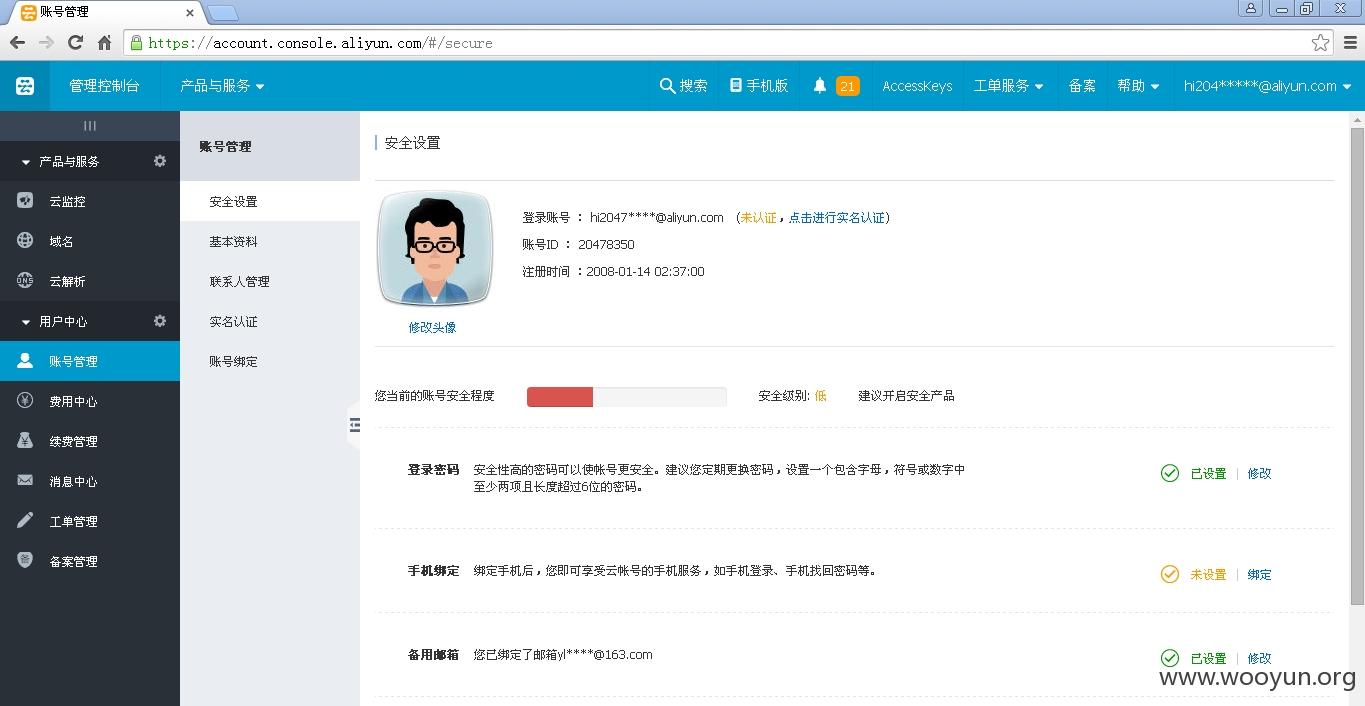 账号管理
https://account.console.aliyun.com/#/secure
管理控制台 产品与服务 搜索 手机版 21 AccessKeys 工单服务 备案 帮助 hi204*****@aliyun.com
产品与服务
云监控
域名
DNS 云解析
用户中心
账号管理
费用中心
续费管理
消息中心
工单管理
备案管理
账号管理
安全设置
基本资料
联系人管理
实名认证
账号绑定
安全设置
登录账号 : hi2047****@aliyun.com (未认证,点击进行实名认证)
账号ID : 20478350
注册时间 : 2008-01-14 02:37:00
修改头像
您当前的账号安全程度 安全级别: 低 建议开启安全产品
登录密码 安全性高的密码可以使帐号更安全。建议您定期更换密码,设置一个包含字母,符号或数字中
至少两项且长度超过6位的密码。
已设置 | 修改
手机绑定 绑定手机后,您即可享受云帐号的手机服务,如手机登录、手机找回密码等。 未设置 | 绑定
备用邮箱 您已绑定了邮箱yl****@163.com 已设置 | 修改
www.wooyun.org